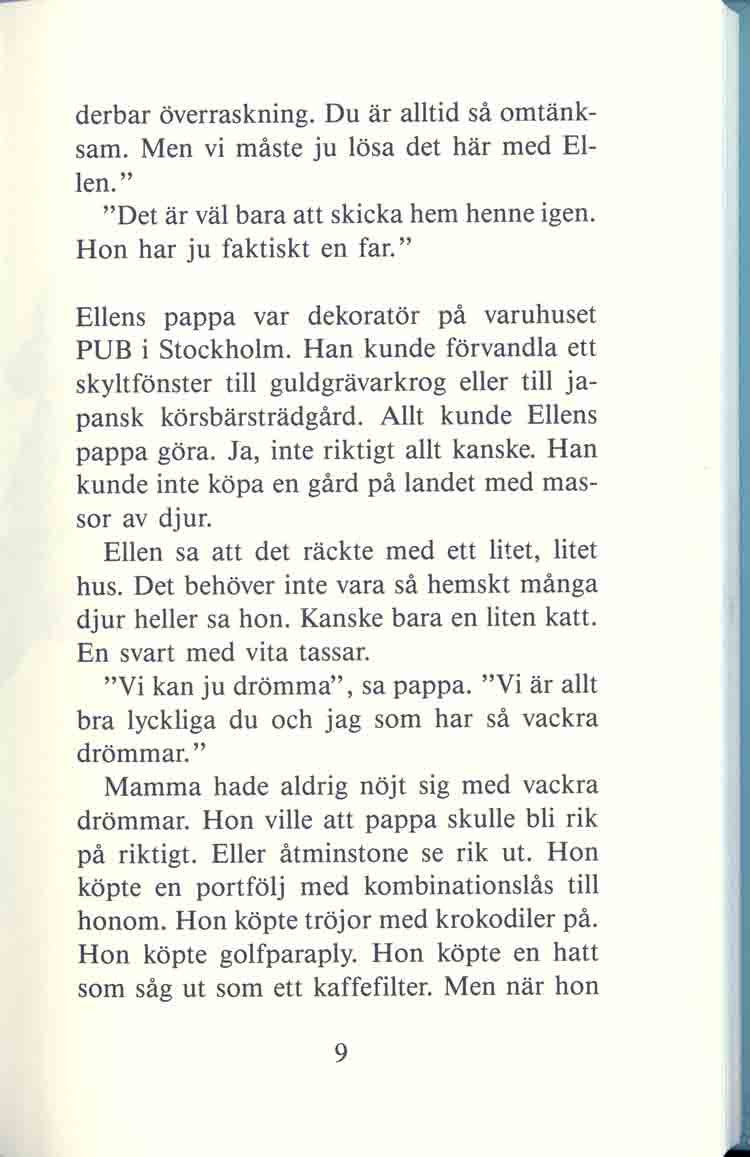 derbar överraskning. Du är alltid så omtänk-
sam. Men vi måste ju lösa det här med El-
len.”
”Det är väl bara att skicka hem henne igen.
Hon har ju faktiskt en far.”
Ellens pappa var dekoratör på varuhuset
PUB i Stockholm. Han kunde förvandla ett
skyltfönster till guldgrävarkrog eller till ja-
pansk körsbärsträdgård. Allt kunde Ellens
pappa göra. Ja, inte riktigt allt kanske. Han
kunde inte köpa en gård på landet med mas-
sor av djur.
Ellen sa att det räckte med ett litet, litet
hus. Det behöver inte vara så hemskt många
djur heller sa hon. Kanske bara en liten katt.
En svart med vita tassar.
”Vi kan ju drömma”, sa pappa. ”Vi är allt
bra lyckliga du och jag som har så vackra
drömmar.”
Mamma hade aldrig nöjt sig med vackra
drömmar. Hon ville att pappa skulle bli rik
på riktigt. Eller åtminstone se rik ut. Hon
köpte en portfölj med kombinationslås till
honom. Hon köpte tröjor med krokodiler på.
Hon köpte golfparaply. Hon köpte en hatt
som såg ut som ett kaffefilter. Men när hon
9